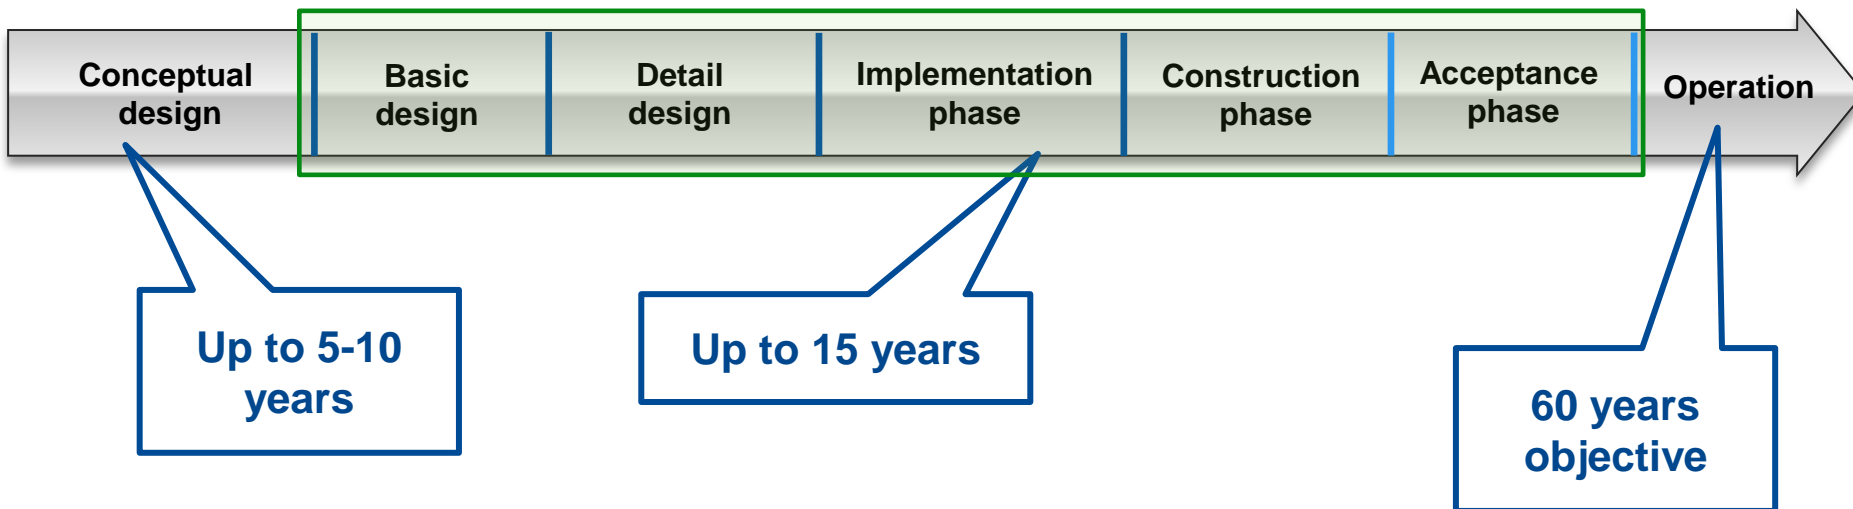 Conceptual
design
Basic
design
Detail
design
Implementation
phase
Construction
phase
Acceptance
phase
Operation
Up to 5-10
years
Up to 15 years
60 years
objective